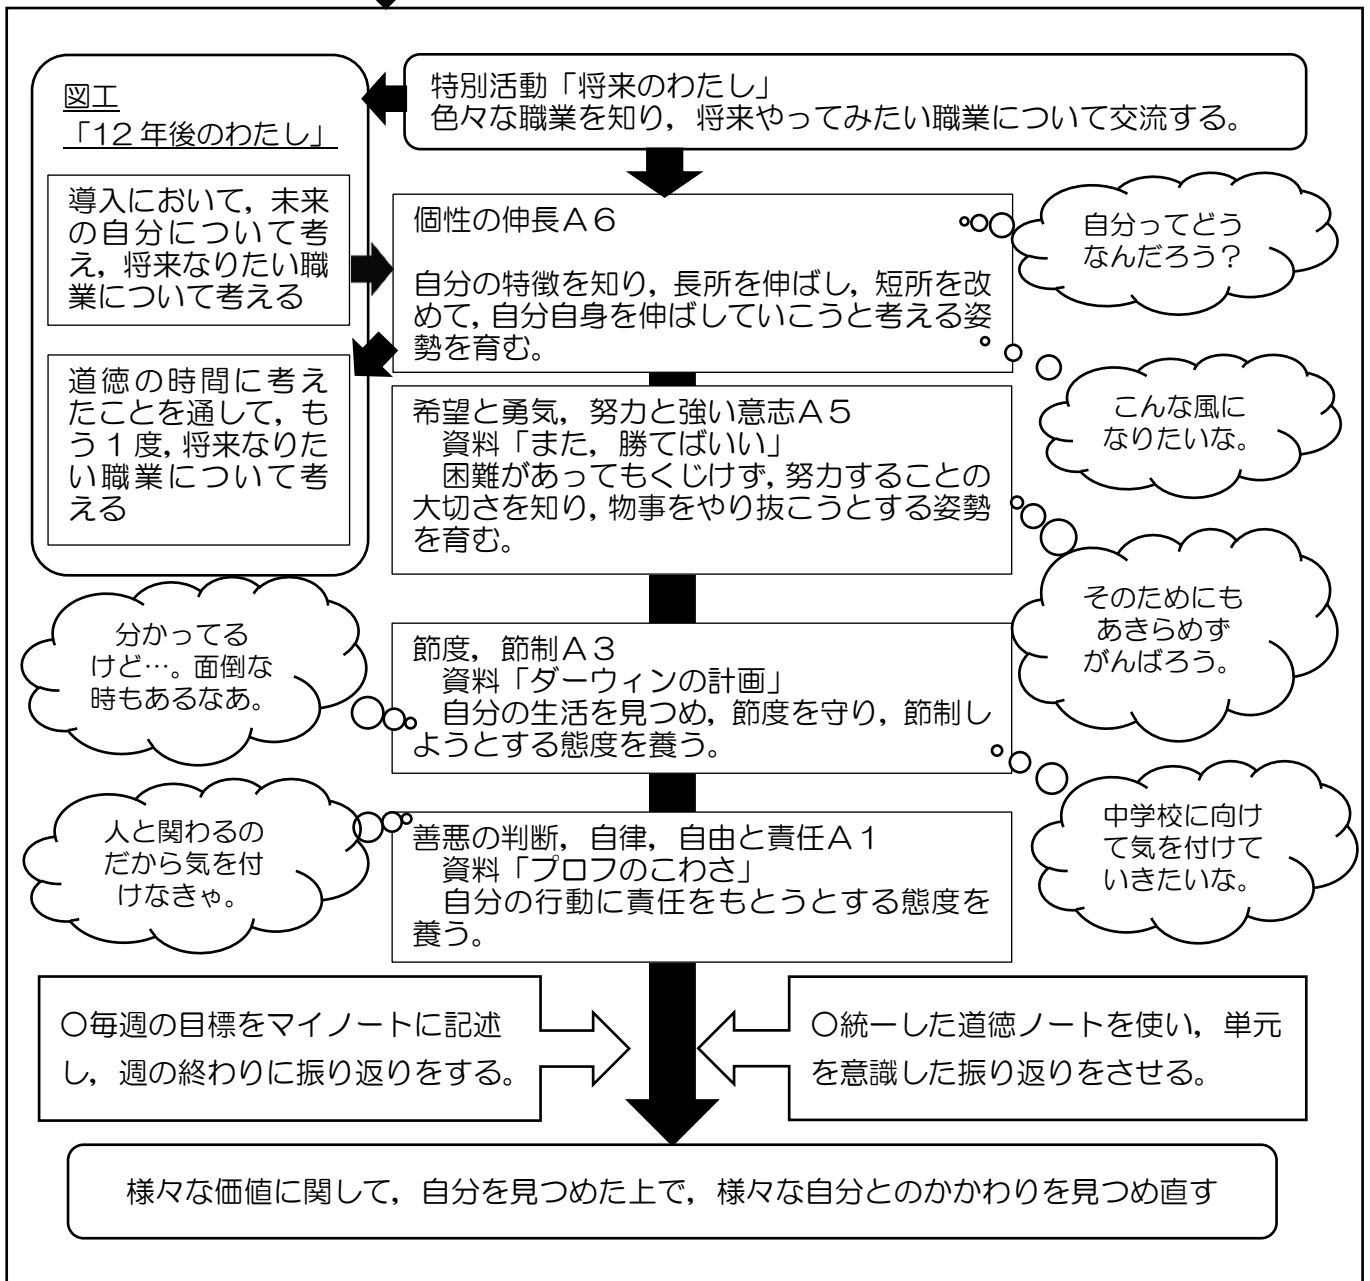 特別活動「将来のわたし」
色々な職業を知り，将来やってみたい職業について交流する。
図工
「12年後のわたし」
導入において，未来
の自分について考
え，将来なりたい職
業について考える
道徳の時間に考え
たことを通して，も
う1度，将来なりた
い職業について考
える
個性の伸長A6
自分の特徴を知り，長所を伸ばし，短所を改
めて，自分自身を伸ばしていこうと考える姿
勢を育む。
自分ってどう
なんだろう？
こんな風に
なりたいな。
希望と勇気，努力と強い意志A5
資料「また，勝てばいい」
困難があってもくじけず，努力することの
大切さを知り，物事をやり抜こうとする姿勢
を育む。
そのためにも
あきらめず
がんばろう。
分かってる
けど…。面倒な
時もあるなあ。
節度，節制A3
資料「ダーウィンの計画」
自分の生活を見つめ，節度を守り，節制し
ようとする態度を養う。
中学校に向け
て気を付けて
いきたいな。
人と関わるの
だから気を付
けなきゃ。
善悪の判断，自律，自由と責任A1
資料「プロフのこわさ」
自分の行動に責任をもとうとする態度を
養う。
○毎週の目標をマイノートに記述
し，週の終わりに振り返りをする。
○統一した道徳ノートを使い，単元
を意識した振り返りをさせる。
様々な価値に関して，自分を見つめた上で，様々な自分とのかかわりを見つめ直す